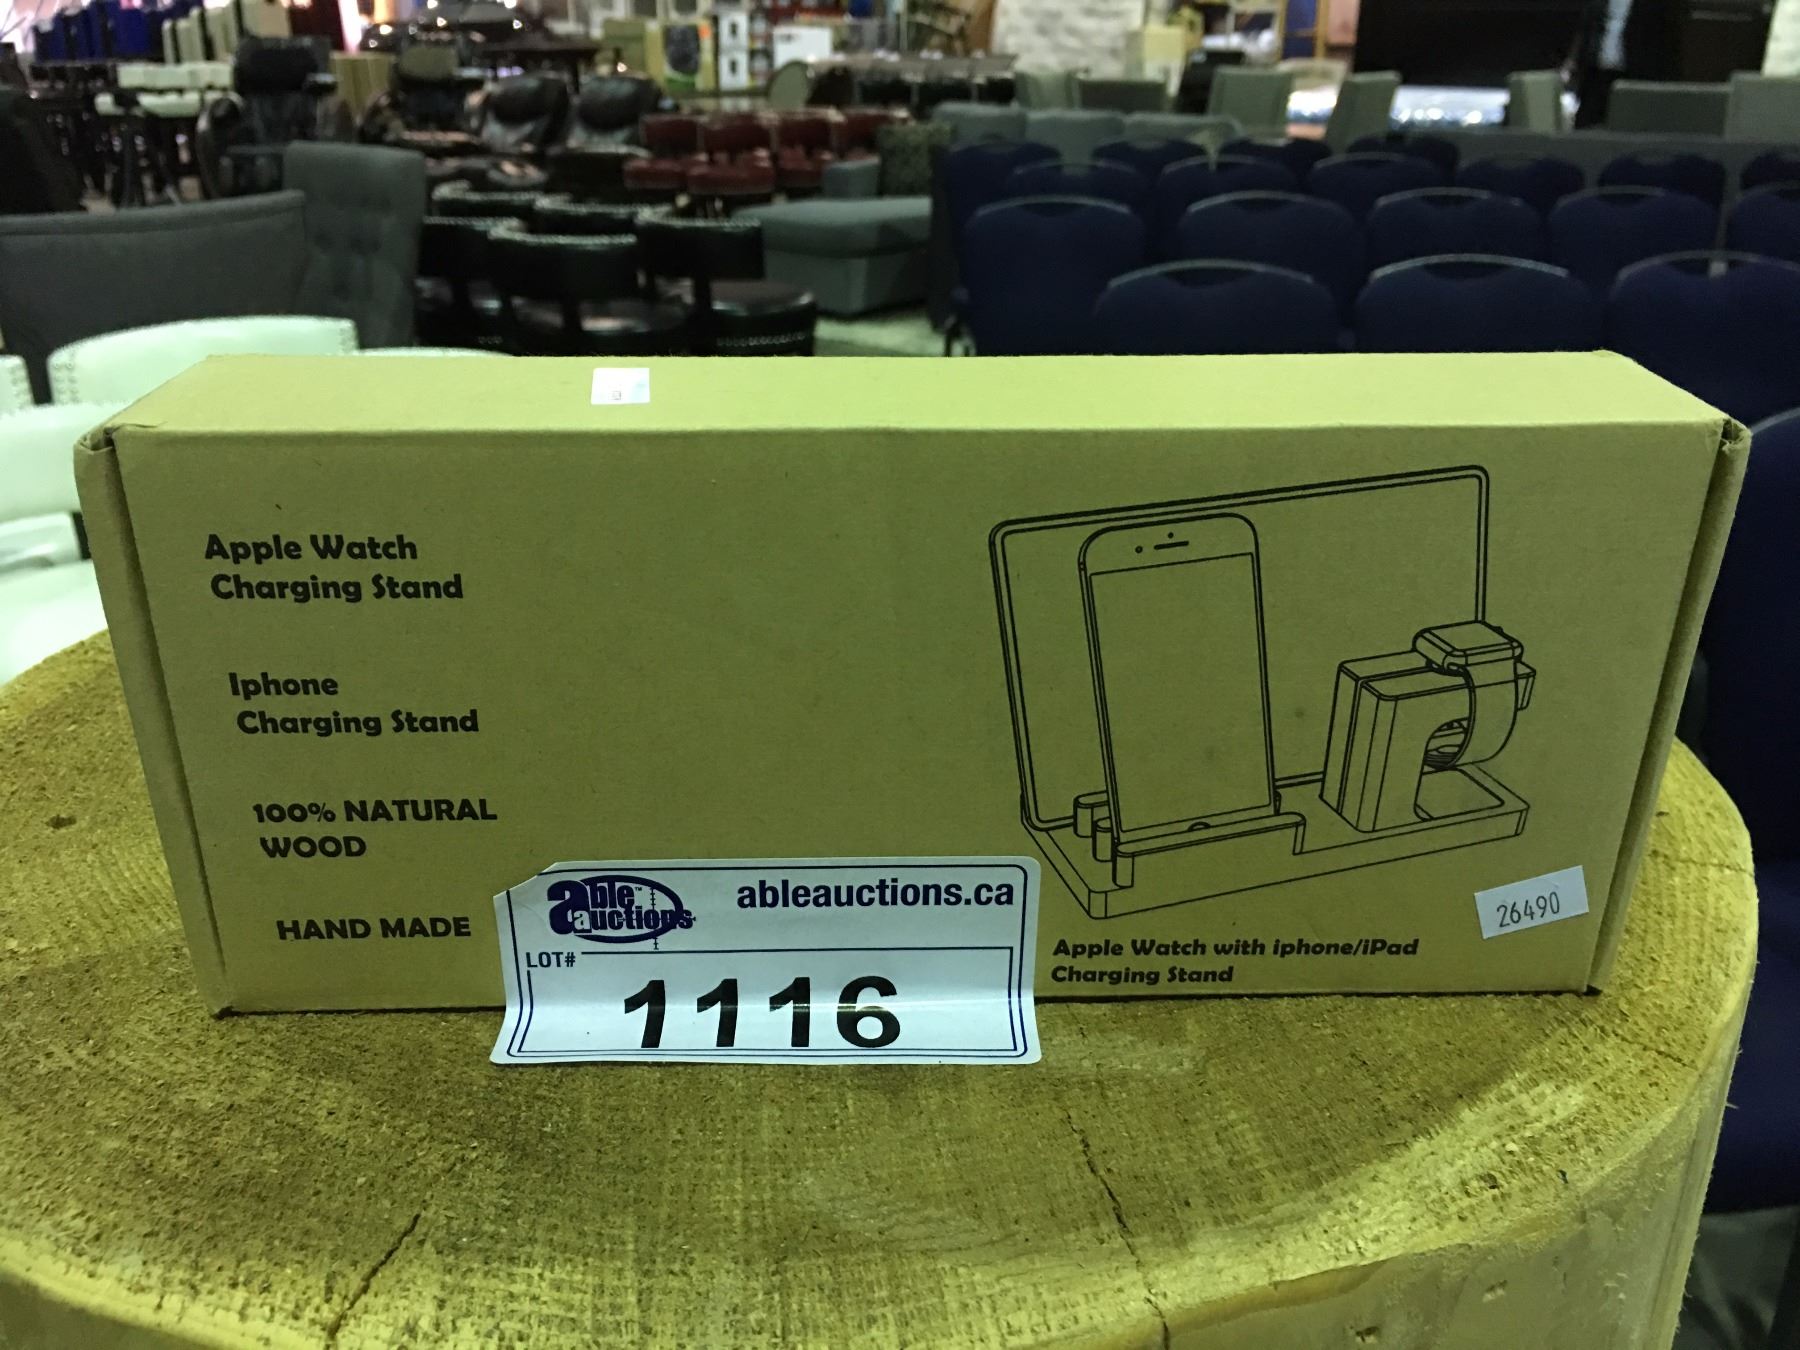 Apple Watch
Charging Stand
Iphone
Charging Stand
100% NATURAL
WOOD
HAND MADE
able™
auctions
ableauctions.ca
LOT#
1116
26490
Apple Watch with iphone/iPad
Charging Stand